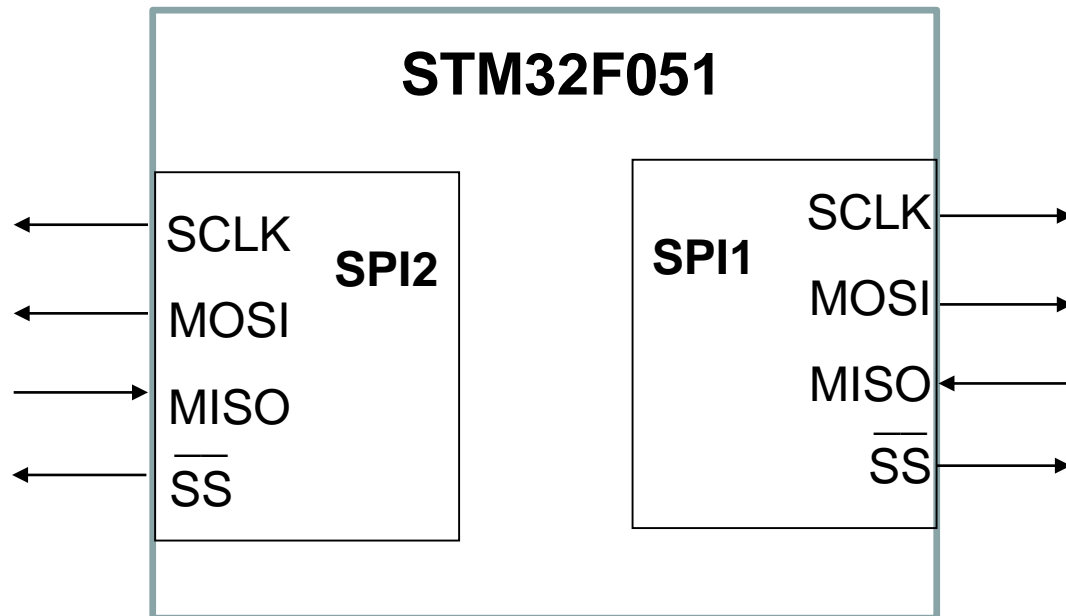 STM32F051
SCLK
SPI2
MOSI
MISO
SS
SCLK
SPI1
MOSI
MISO
SS